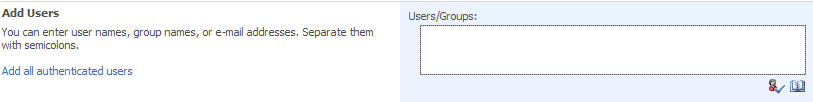 Add Users
You can enter user names, group names, or e-mail addresses. Separate them
with semicolons.
Add all authenticated users
Users/Groups: